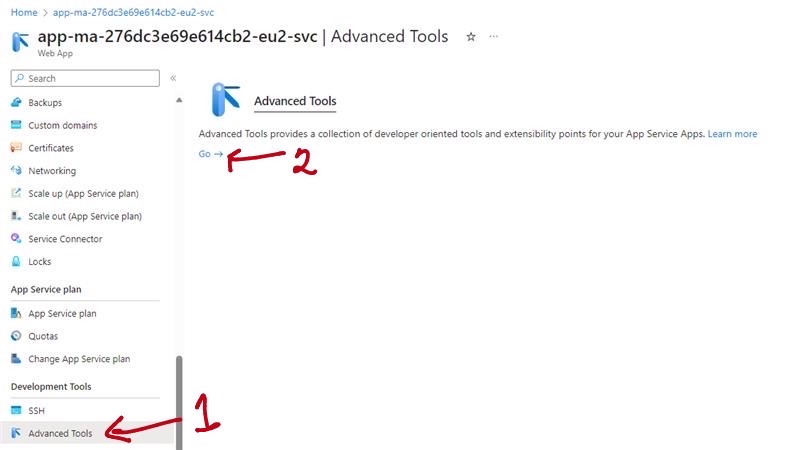 Home > app-ma-276dc3e69e614cb2-eu2-svc
app-ma-276dc3e69e614cb2-eu2-svc | Advanced Tools ☆ ···
Web App
Search «
Backups
Custom domains
Certificates
Networking
Scale up (App Service plan)
Scale out (App Service plan)
Service Connector
Locks
App Service plan
App Service plan
Quotas
Change App Service plan
Development Tools
SSH
Advanced Tools
1
Advanced Tools
Advanced Tools provides a collection of developer oriented tools and extensibility points for your App Service Apps. Learn more
Go →
2